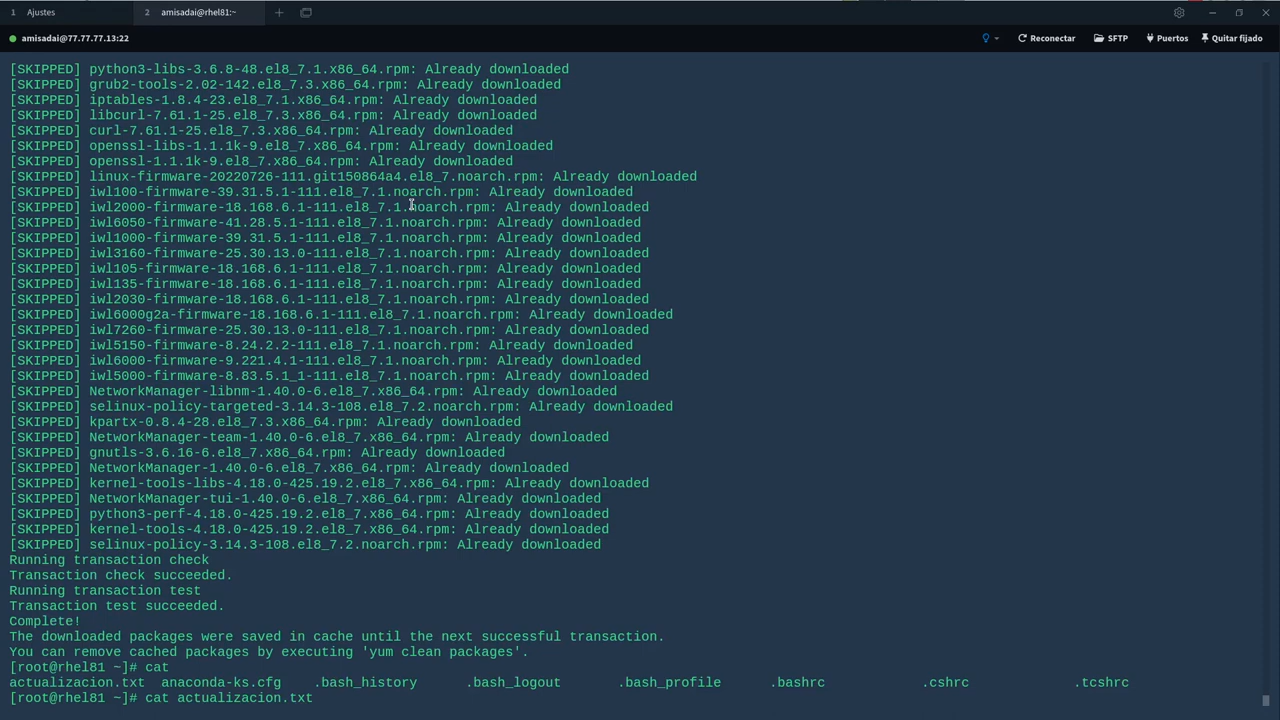 1 Ajustes 2 amisadai@rhel81:~
amisadai@77.77.77.13:22 Reconectar SFTP Puertos Quitar fijado
[SKIPPED] python3-libs-3.6.8-48.el8_7.1.x86_64.rpm: Already downloaded
[SKIPPED] grub2-tools-2.02-142.el8_7.3.x86_64.rpm: Already downloaded
[SKIPPED] iptables-1.8.4-23.el8_7.1.x86_64.rpm: Already downloaded
[SKIPPED] libcurl-7.61.1-25.el8_7.3.x86_64.rpm: Already downloaded
[SKIPPED] curl-7.61.1-25.el8_7.3.x86_64.rpm: Already downloaded
[SKIPPED] openssl-libs-1.1.1k-9.el8_7.x86_64.rpm: Already downloaded
[SKIPPED] openssl-1.1.1k-9.el8_7.x86_64.rpm: Already downloaded
[SKIPPED] linux-firmware-20220726-111.git150864a4.el8_7.noarch.rpm: Already downloaded
[SKIPPED] iwl100-firmware-39.31.5.1-111.el8_7.1.noarch.rpm: Already downloaded
[SKIPPED] iwl2000-firmware-18.168.6.1-111.el8_7.1.noarch.rpm: Already downloaded
[SKIPPED] iwl6050-firmware-41.28.5.1-111.el8_7.1.noarch.rpm: Already downloaded
[SKIPPED] iwl1000-firmware-39.31.5.1-111.el8_7.1.noarch.rpm: Already downloaded
[SKIPPED] iwl3160-firmware-25.30.13.0-111.el8_7.1.noarch.rpm: Already downloaded
[SKIPPED] iwl105-firmware-18.168.6.1-111.el8_7.1.noarch.rpm: Already downloaded
[SKIPPED] iwl135-firmware-18.168.6.1-111.el8_7.1.noarch.rpm: Already downloaded
[SKIPPED] iwl2030-firmware-18.168.6.1-111.el8_7.1.noarch.rpm: Already downloaded
[SKIPPED] iwl6000g2a-firmware-18.168.6.1-111.el8_7.1.noarch.rpm: Already downloaded
[SKIPPED] iwl7260-firmware-25.30.13.0-111.el8_7.1.noarch.rpm: Already downloaded
[SKIPPED] iwl5150-firmware-8.24.2.2-111.el8_7.1.noarch.rpm: Already downloaded
[SKIPPED] iwl6000-firmware-9.221.4.1-111.el8_7.1.noarch.rpm: Already downloaded
[SKIPPED] iwl5000-firmware-8.83.5.1_1-111.el8_7.1.noarch.rpm: Already downloaded
[SKIPPED] NetworkManager-libnm-1.40.0-6.el8_7.x86_64.rpm: Already downloaded
[SKIPPED] selinux-policy-targeted-3.14.3-108.el8_7.2.noarch.rpm: Already downloaded
[SKIPPED] kpartx-0.8.4-28.el8_7.3.x86_64.rpm: Already downloaded
[SKIPPED] NetworkManager-team-1.40.0-6.el8_7.x86_64.rpm: Already downloaded
[SKIPPED] gnutls-3.6.16-6.el8_7.x86_64.rpm: Already downloaded
[SKIPPED] NetworkManager-1.40.0-6.el8_7.x86_64.rpm: Already downloaded
[SKIPPED] kernel-tools-libs-4.18.0-425.19.2.el8_7.x86_64.rpm: Already downloaded
[SKIPPED] NetworkManager-tui-1.40.0-6.el8_7.x86_64.rpm: Already downloaded
[SKIPPED] python3-perf-4.18.0-425.19.2.el8_7.x86_64.rpm: Already downloaded
[SKIPPED] kernel-tools-4.18.0-425.19.2.el8_7.x86_64.rpm: Already downloaded
[SKIPPED] selinux-policy-3.14.3-108.el8_7.2.noarch.rpm: Already downloaded
Running transaction check
Transaction check succeeded.
Running transaction test
Transaction test succeeded.
Complete!
The downloaded packages were saved in cache until the next successful transaction.
You can remove cached packages by executing 'yum clean packages'.
[root@rhel81 ~]# cat
actualizacion.txt anaconda-ks.cfg .bash_history .bash_logout .bash_profile .bashrc .cshrc .tcshrc
[root@rhel81 ~]# cat actualizacion.txt